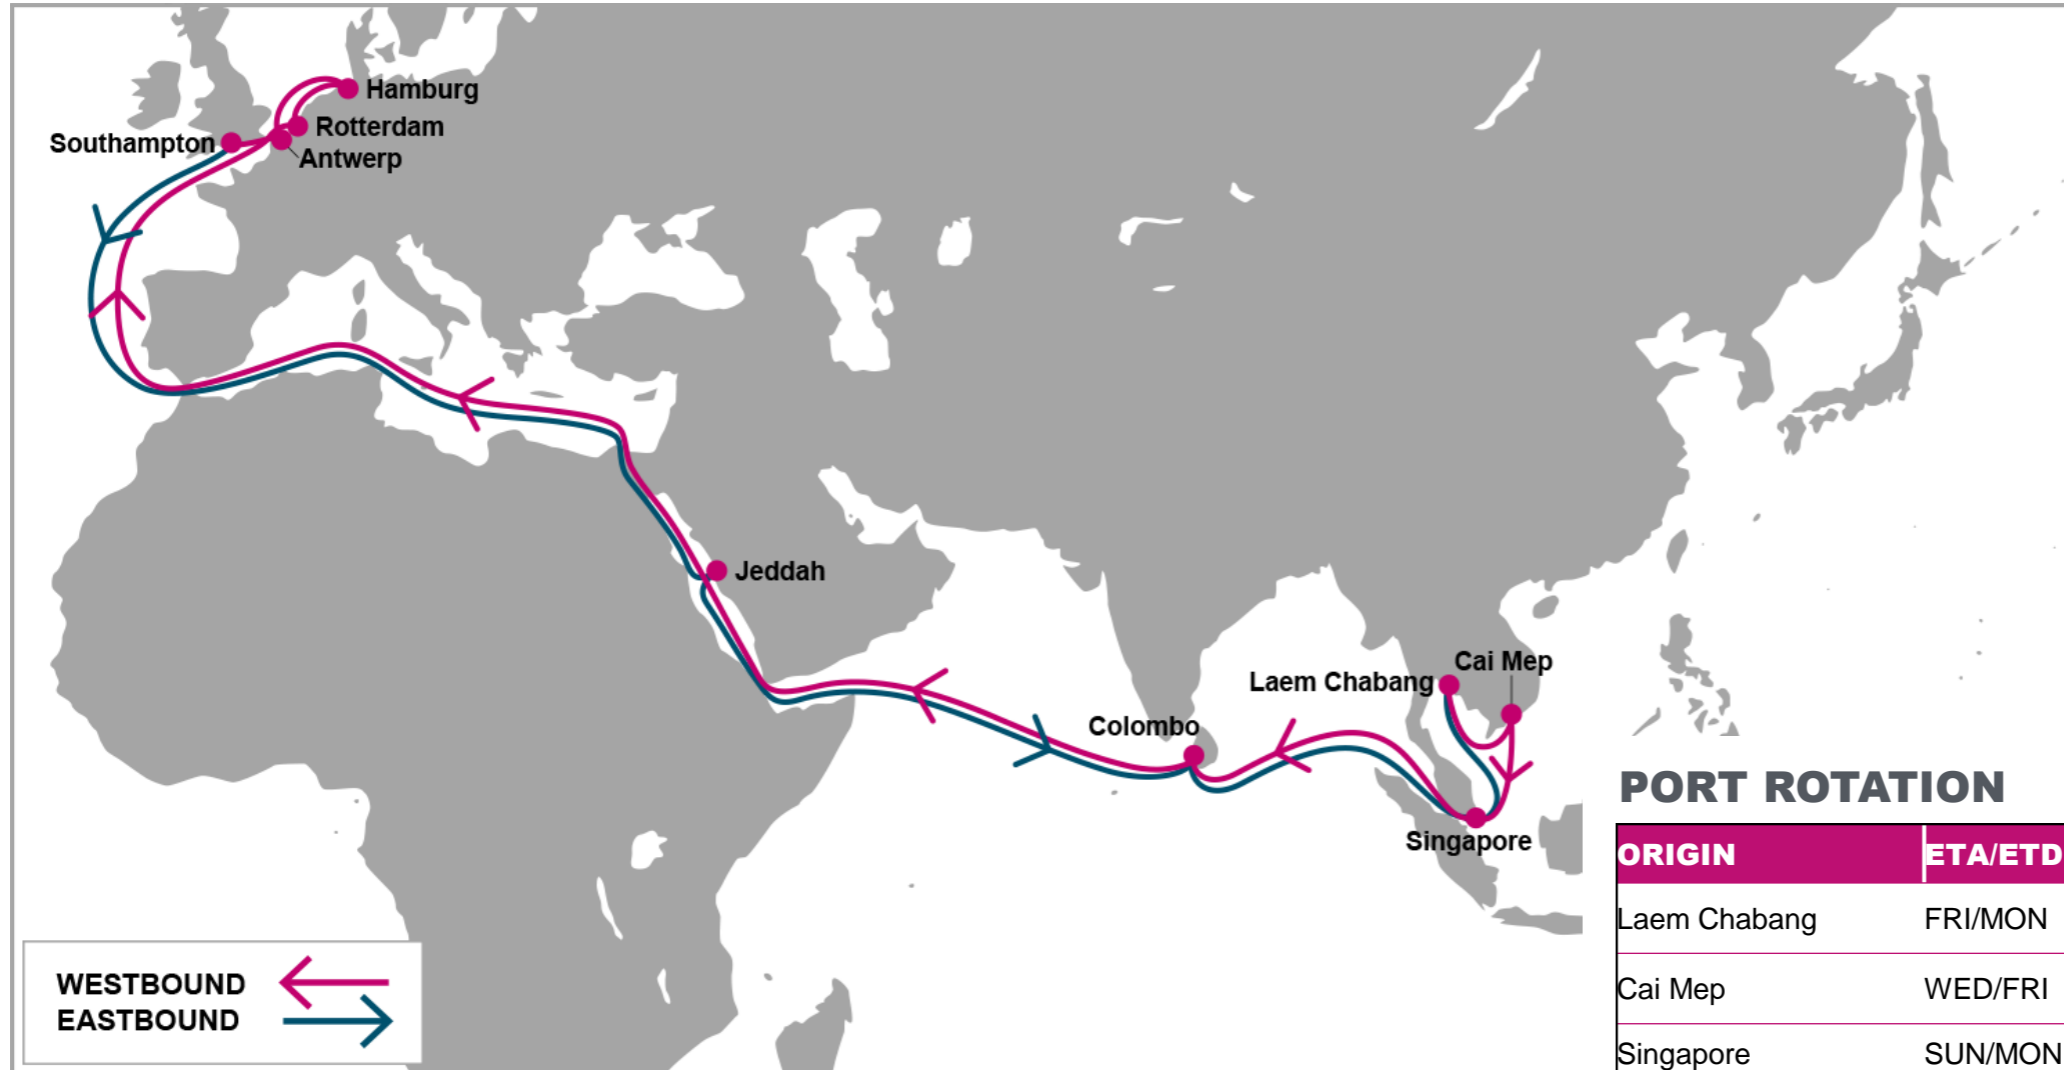 Hamburg
Rotterdam
Southampton
Antwerp
Jeddah
Cai Mep
Laem Chabang
Colombo
Singapore
PORT ROTATION
ORIGIN ETA/ETD
Laem Chabang FRI/MON
Cai Mep WED/FRI
Singapore SUN/MON
WESTBOUND
EASTBOUND